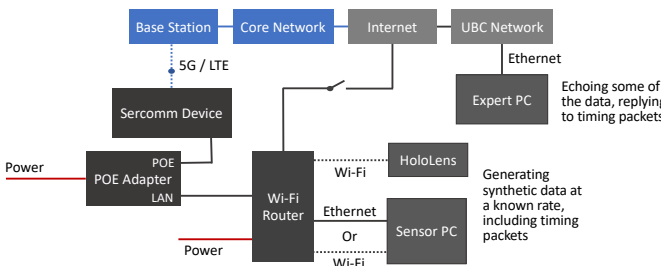 Base Station
Core Network
Internet
UBC Network
5G / LTE
Ethernet
Sercomm Device
Expert PC
Echoing some of
the data, replying
to timing packets
Power
POE
POE Adapter
LAN
Wi-Fi
Router
Wi-Fi
HoloLens
Ethernet
Or
Wi-Fi
Sensor PC
Generating
synthetic data at
a known rate,
including timing
packets
Power